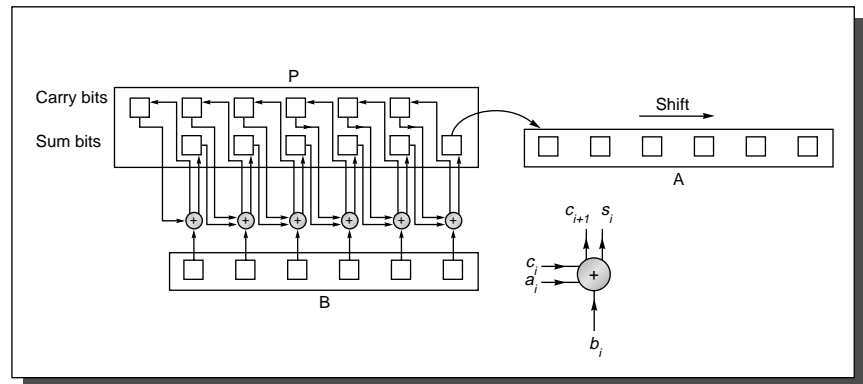 P
Carry bits
Sum bits
Shift
A
+ + + + + +
B
c_{i+1} s_i
c_i
a_i
+
b_i